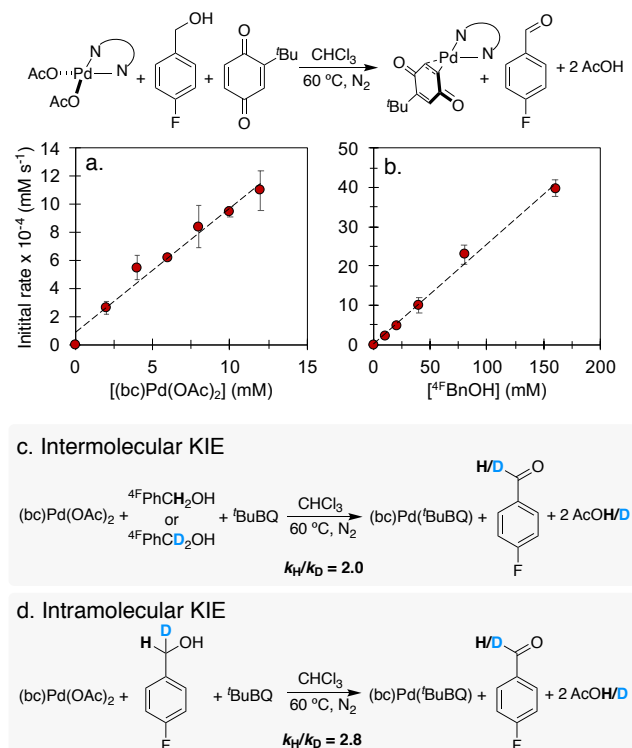 AcO
AcO
Pd
N
N
+
OH
F
+
O
O
tBu
CHCl3
60 ºC, N2
O
tBu
O
Pd
N
N
+
O
F
+ 2 AcOH
a.
Initital rate x 10-4 (mM s-1)
14
12
10
8
6
4
2
0
0
5
10
15
[(bc)Pd(OAc)2] (mM)
b.
50
40
30
20
10
0
0
50
100
150
200
[4FBnOH] (mM)
c. Intermolecular KIE
(bc)Pd(OAc)2 +
4FPhCH2OH
or
4FPhCD2OH
+ tBuBQ
CHCl3
60 ºC, N2
kH/kD = 2.0
(bc)Pd(tBuBQ) +
H/D
O
F
+ 2 AcOH/D
d. Intramolecular KIE
(bc)Pd(OAc)2 +
D
H
OH
F
+ tBuBQ
CHCl3
60 ºC, N2
kH/kD = 2.8
(bc)Pd(tBuBQ) +
H/D
O
F
+ 2 AcOH/D